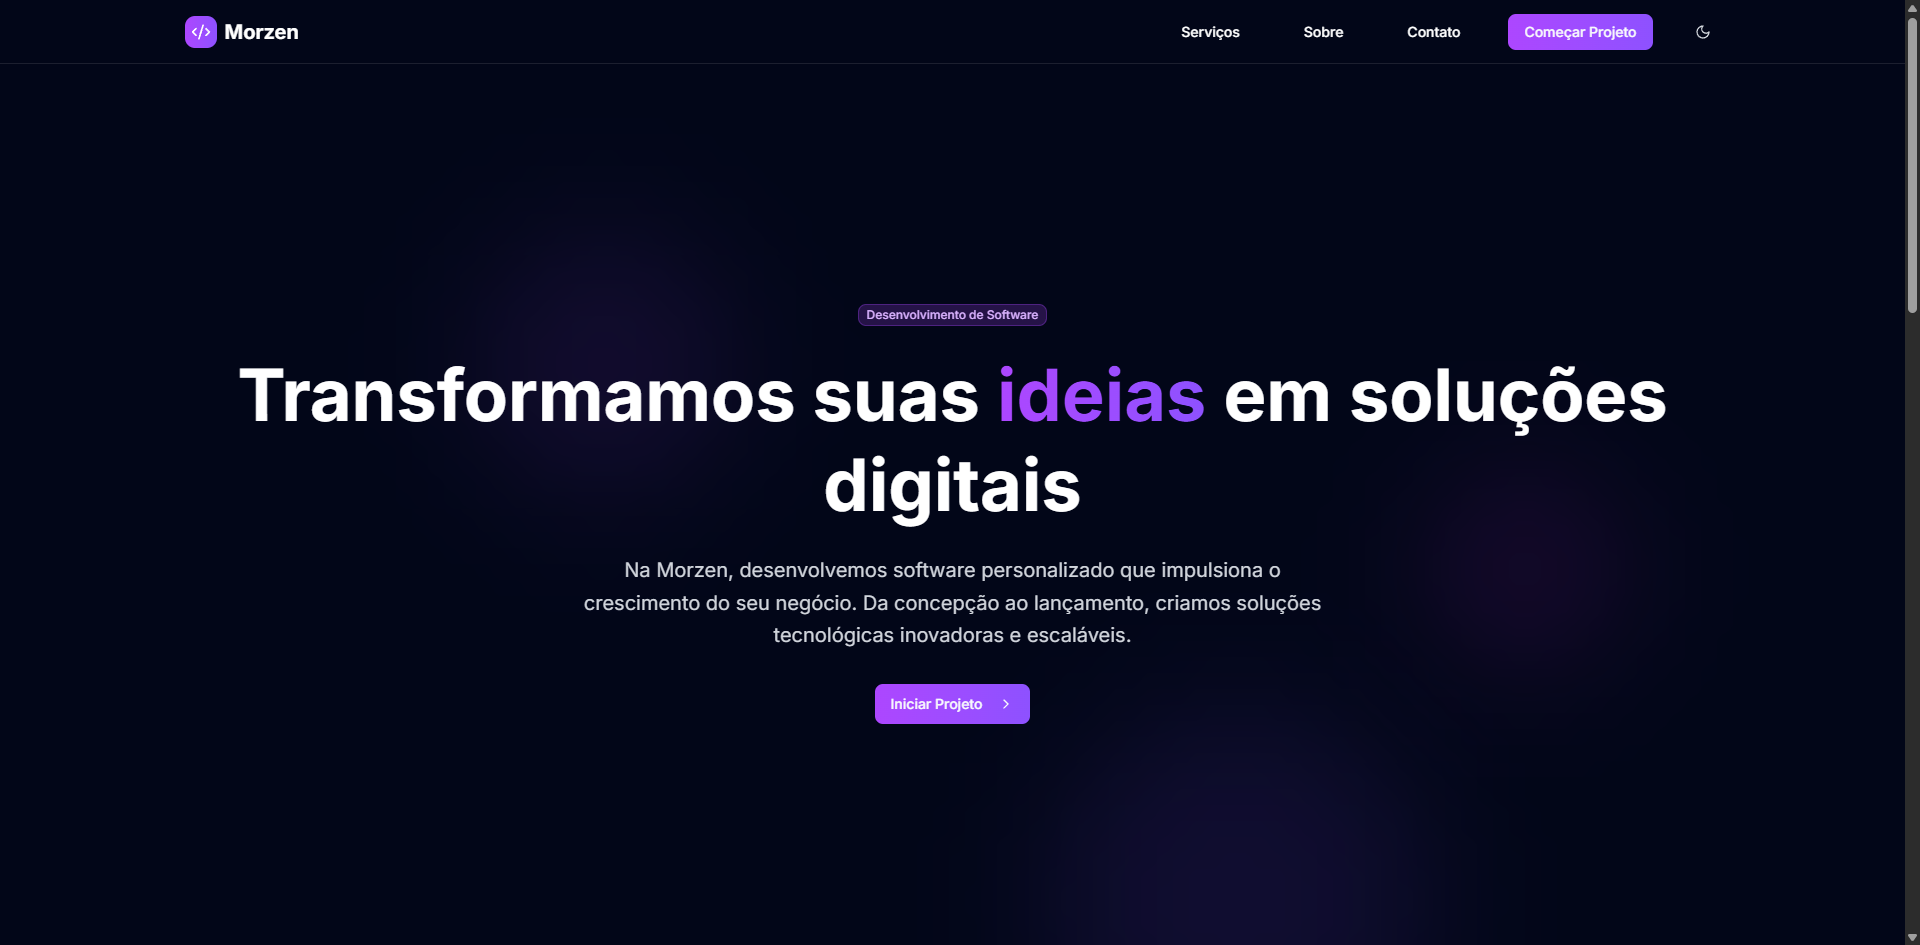 Morzen
Serviços
Sobre
Contato
Começar Projeto
Desenvolvimento de Software
Transformamos suas ideias em soluções
digitais
Na Morzen, desenvolvemos software personalizado que impulsiona o
crescimento do seu negócio. Da concepção ao lançamento, criamos soluções
tecnológicas inovadoras e escaláveis.
Iniciar Projeto